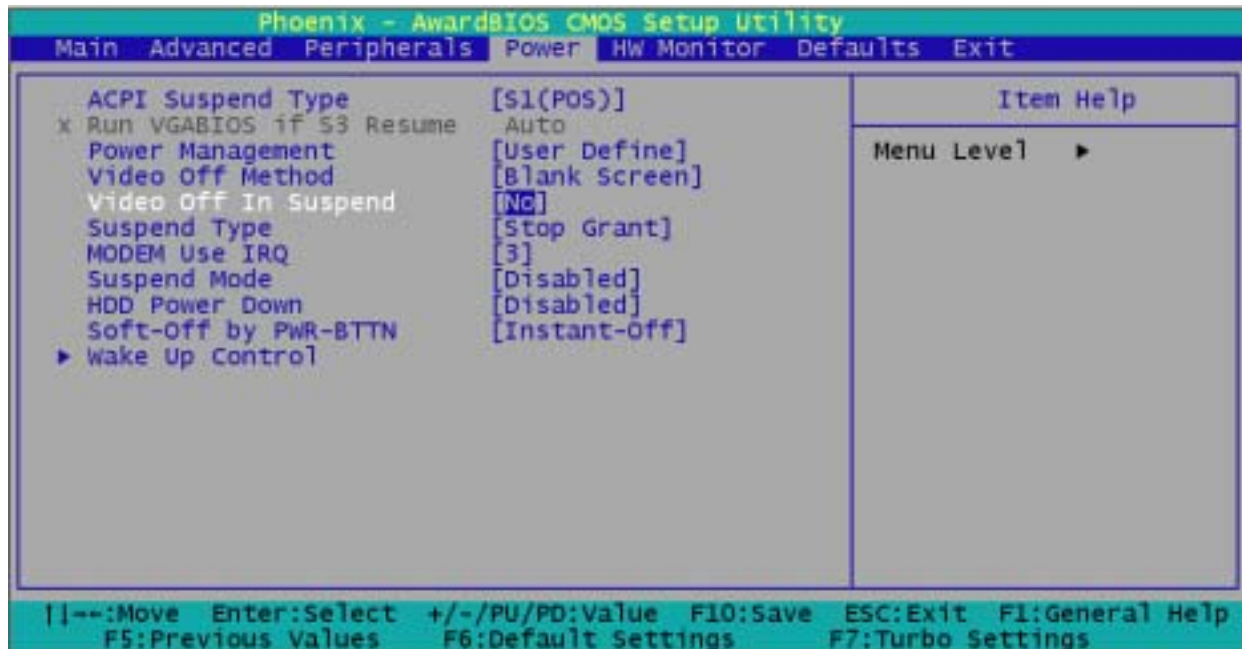 Phoenix - AwardBIOS CMOS Setup Utility
Main Advanced Peripherals Power HW Monitor Defaults Exit
ACPI Suspend Type [S1(POS)]
x Run VGABIOS if S3 Resume Auto
Power Management [User Define]
Video Off Method [Blank Screen]
Video Off In Suspend [No]
Suspend Type [Stop Grant]
MODEM Use IRQ [3]
Suspend Mode [Disabled]
HDD Power Down [Disabled]
Soft-Off by PWR-BTTN [Instant-Off]
▶ Wake Up Control
Item Help
Menu Level ▶
↑↓→←:Move Enter:Select +/-/PU/PD:Value F10:Save ESC:Exit F1:General Help
F5:Previous Values F6:Default Settings F7:Turbo Settings